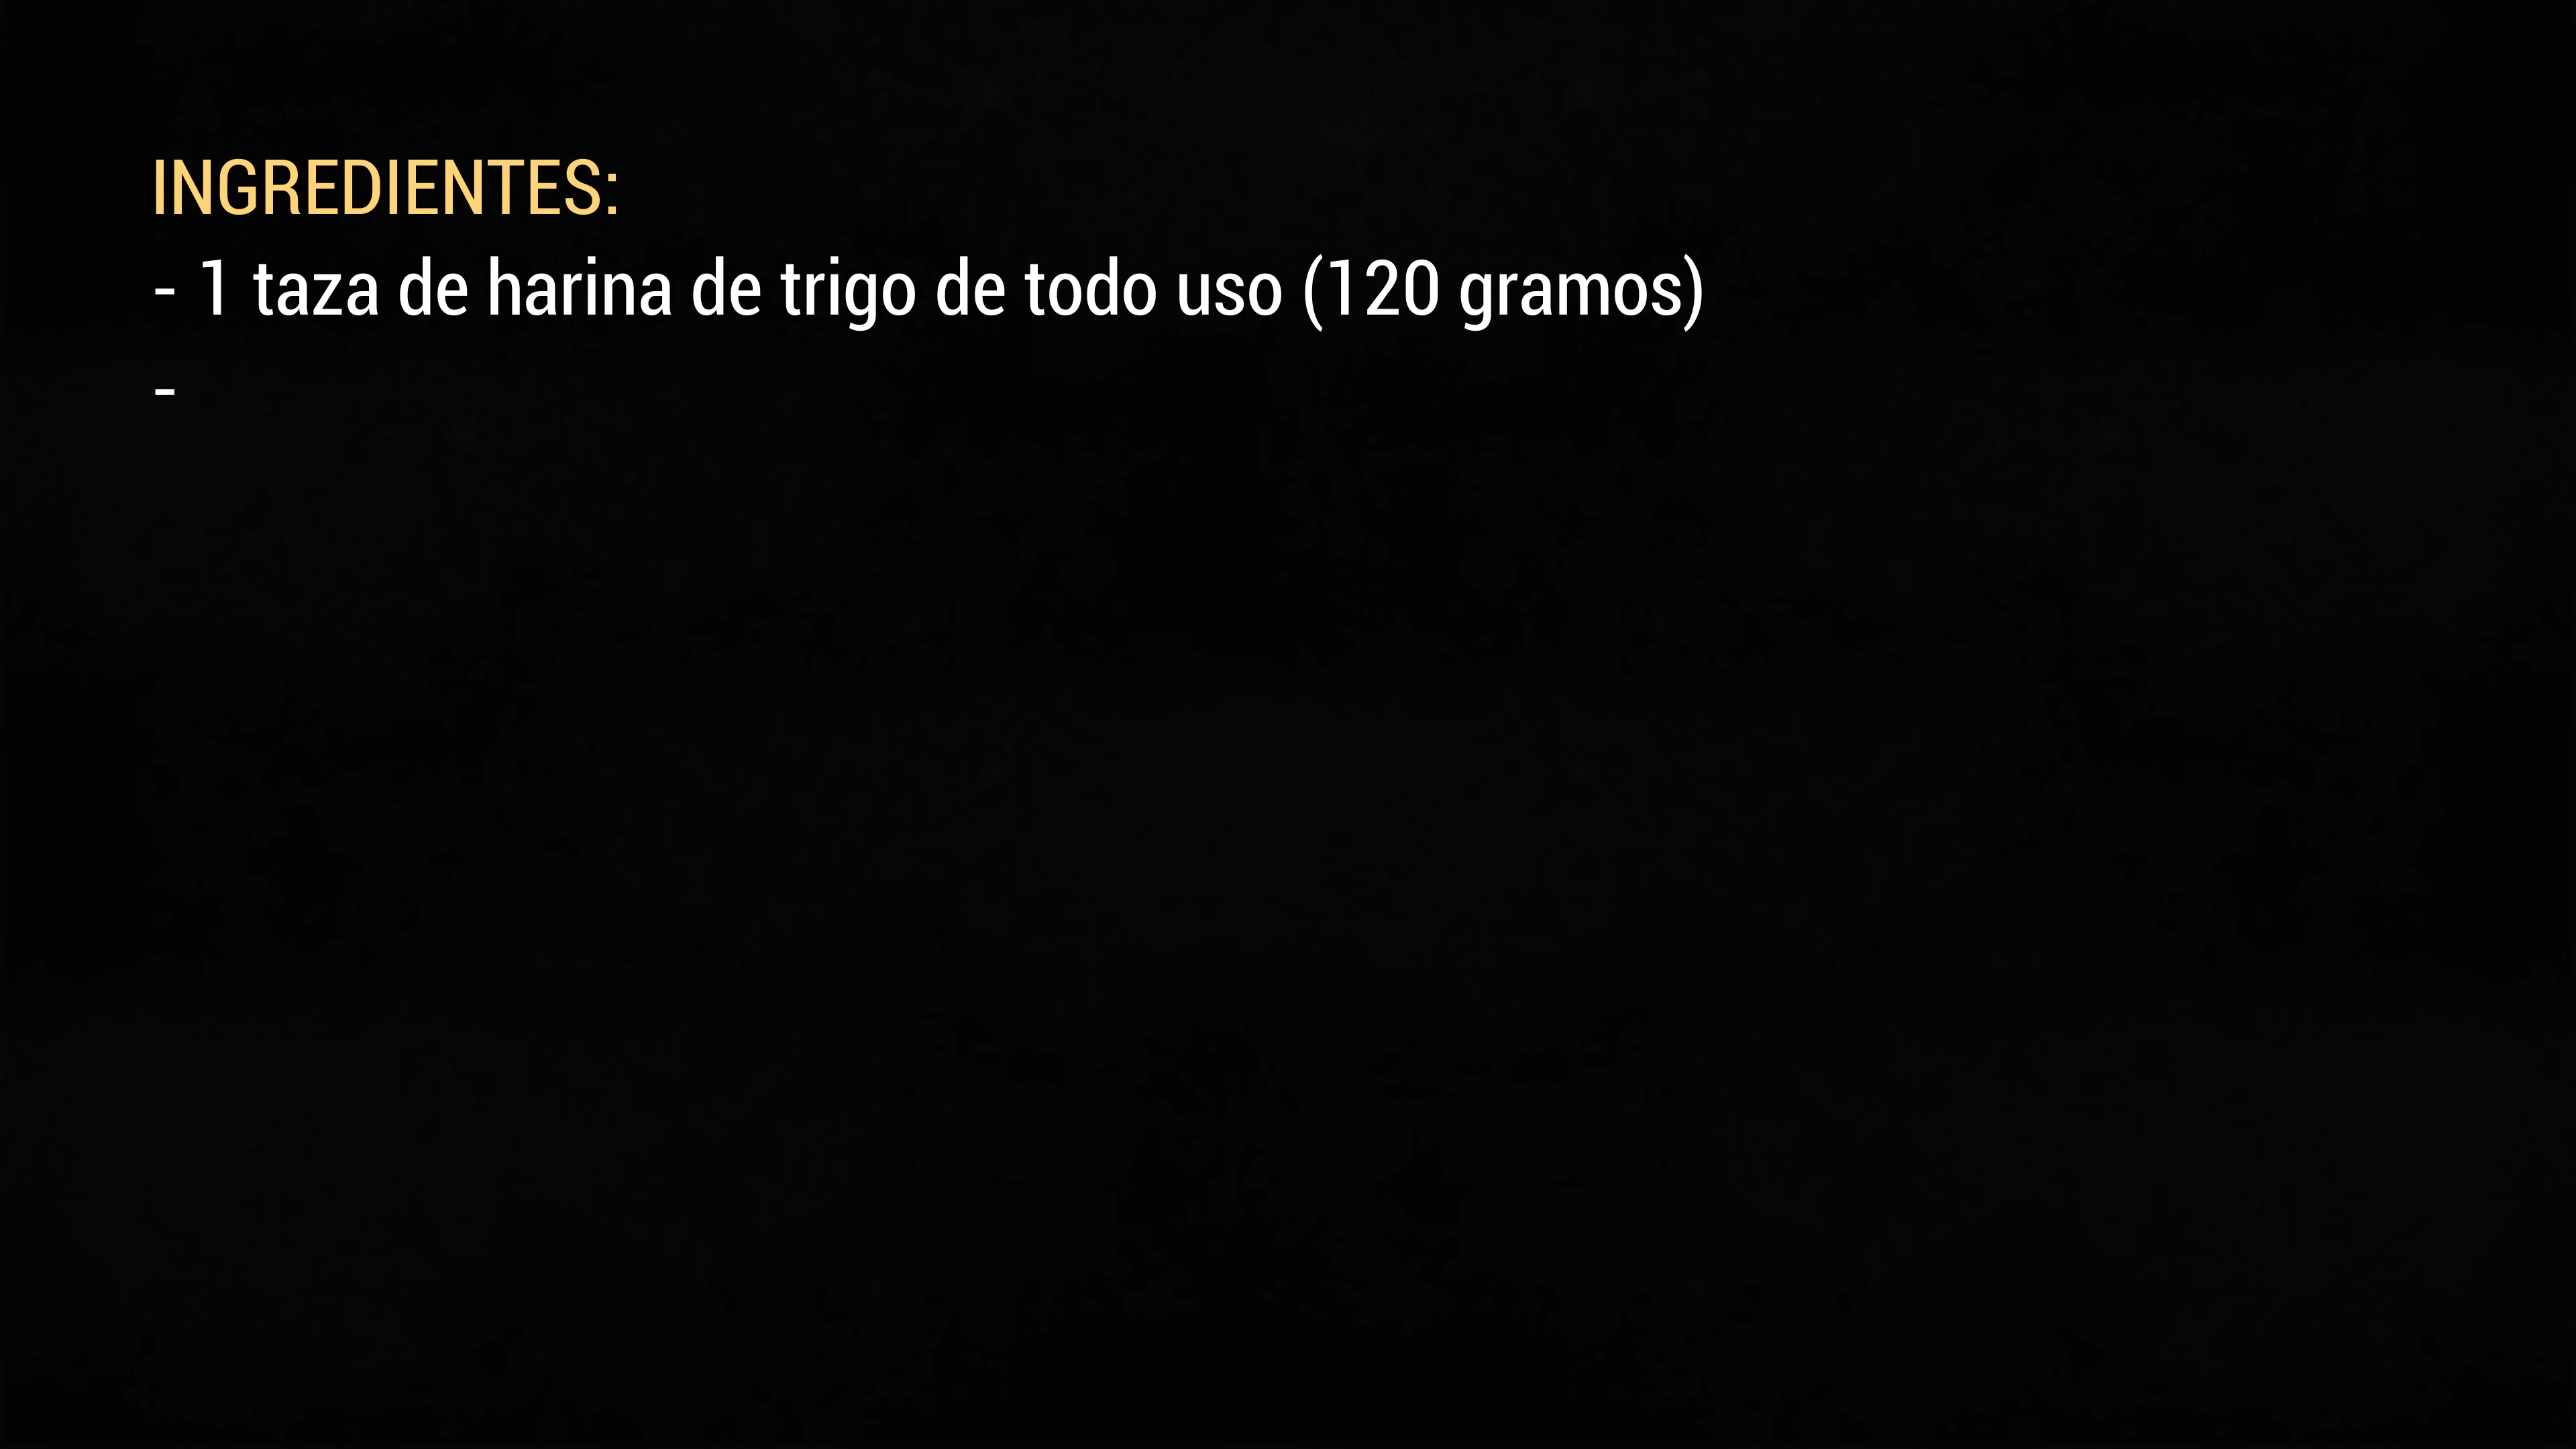 INGREDIENTES:
- 1 taza de harina de trigo de todo uso (120 gramos)
-